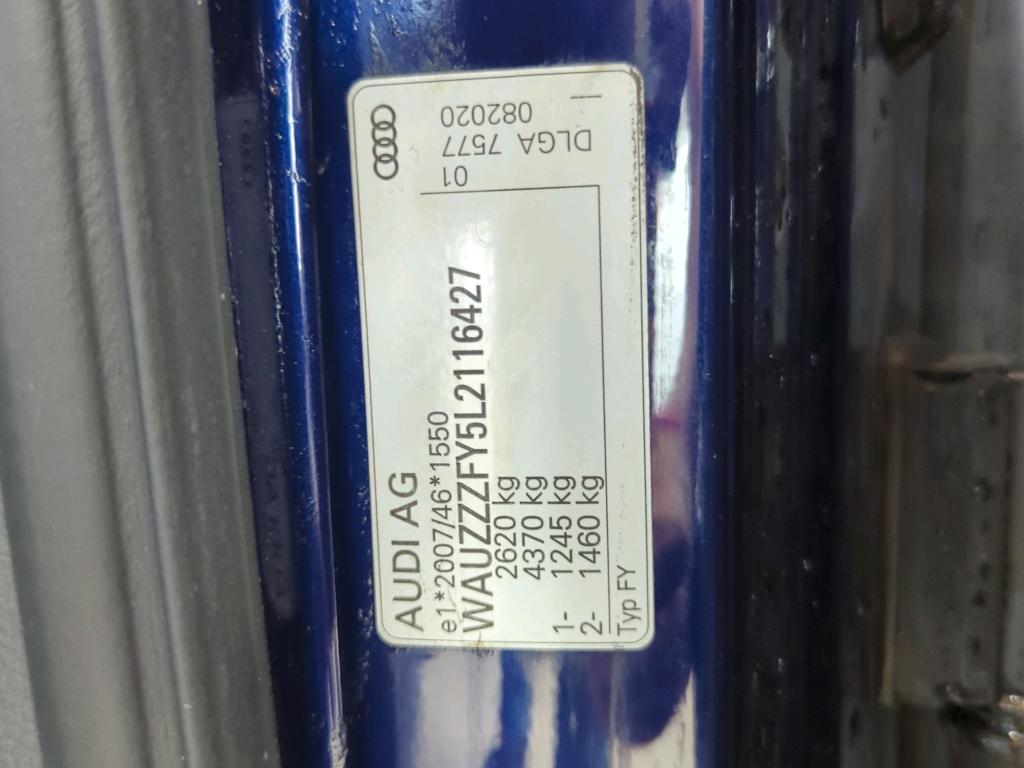 AUDI AG
e1*2007/46*1550
WAUZZZFY5L2116427
2620 kg
4370 kg
1- 1245 kg
2- 1460 kg
Typ FY
01
DLGA 7577
082020